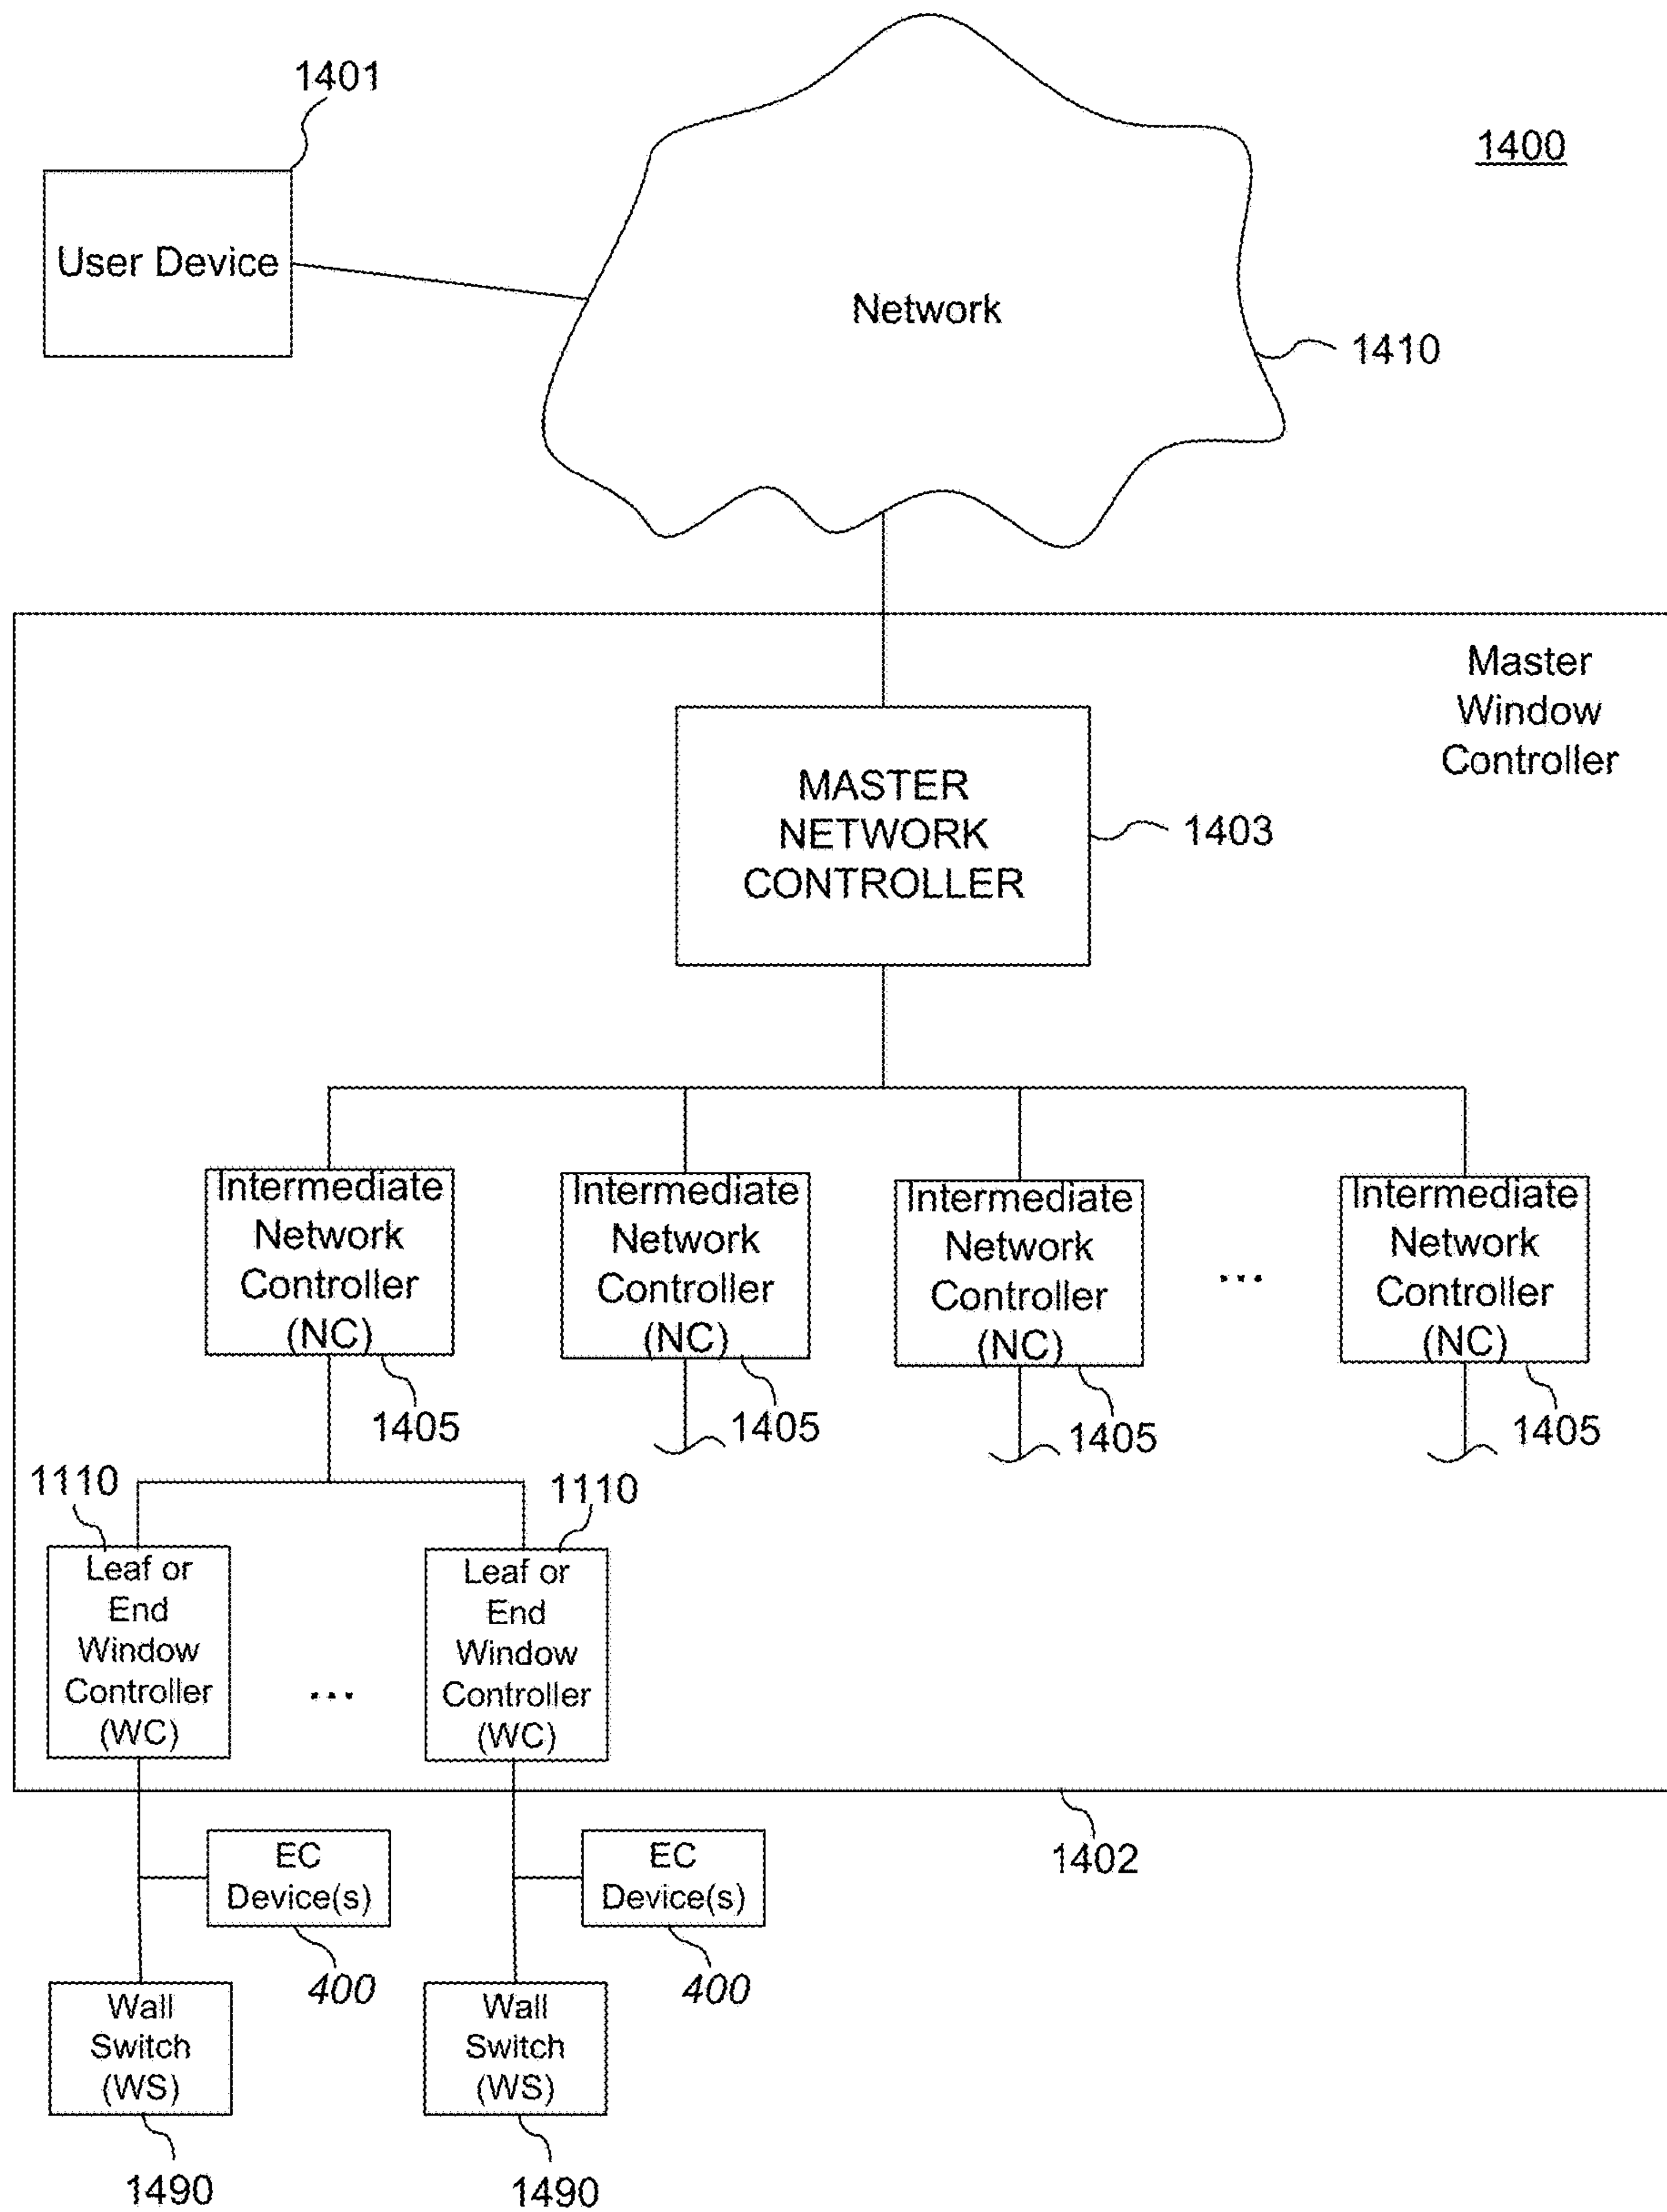 1401
1400
User Device
Network
1410
Master
Window
Controller
MASTER
NETWORK
CONTROLLER
1403
Intermediate
Network
Controller
(NC)
Intermediate
Network
Controller
(NC)
Intermediate
Network
Controller
(NC)
...
Intermediate
Network
Controller
(NC)
1405
1405
1405
1405
1110
1110
Leaf or
End
Window
Controller
(WC)
...
Leaf or
End
Window
Controller
(WC)
1402
EC
Device(s)
EC
Device(s)
400
400
Wall
Switch
(WS)
Wall
Switch
(WS)
1490
1490